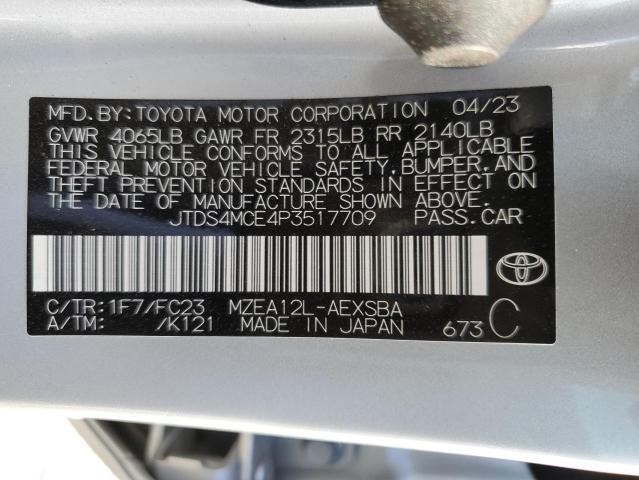 MFD.BY:TOYOTA MOTOR CORPORATION 04/23
GVWR 4065LB GAWR FR 2315LB RR 2140LB
THIS VEHICLE CONFORMS TO ALL APPLICABLE
FEDERAL MOTOR VEHICLE SAFETY,BUMPER,AND
THEFT PREVENTION STANDARDS IN EFFECT ON
THE DATE OF MANUFACTURE SHOWN ABOVE.
JTDS4MCE4P3517709 PASS.CAR
C/TR:1F7/FC23 MZEA12L-AEXSBA
A/TM: /K121 MADE IN JAPAN 673 C